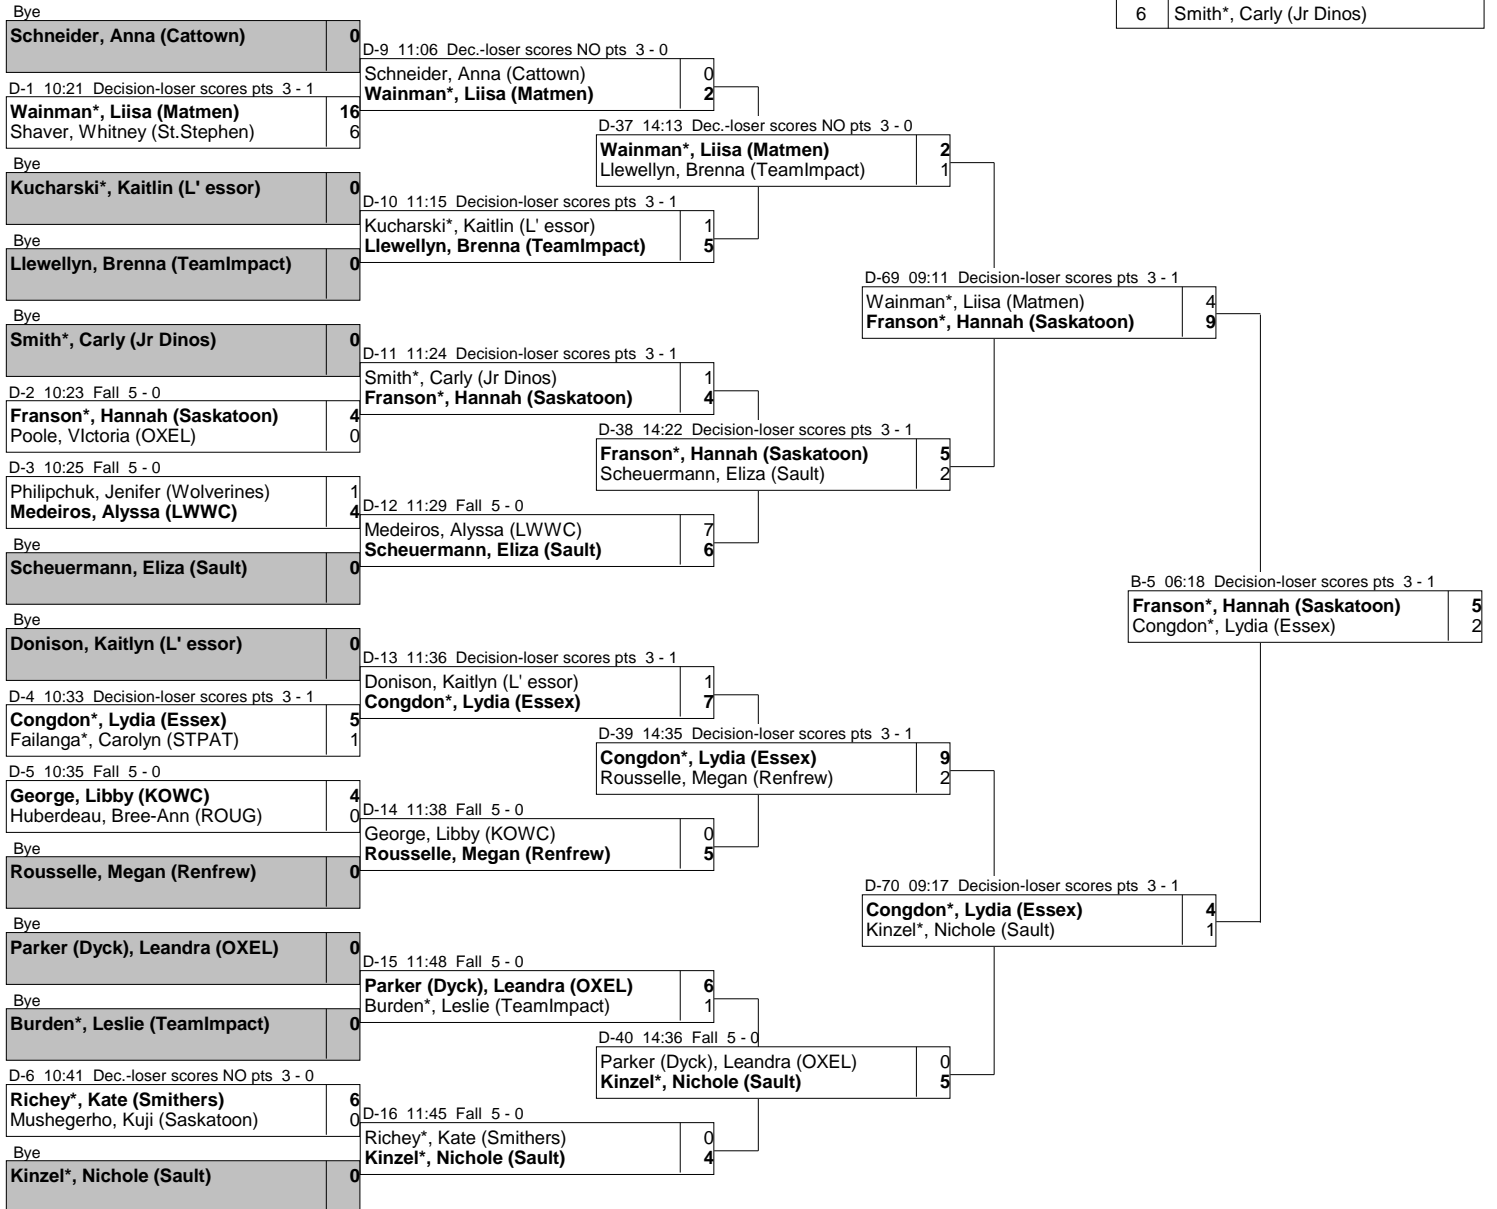 6 Smith*, Carly (Jr Dinos)
Bye
Schneider, Anna (Cattown) 0
D-1 10:21 Decision-loser scores pts 3 - 1
Wainman*, Liisa (Matmen) 16
Shaver, Whitney (St.Stephen) 6
Bye
Kucharski*, Kaitlin (L' essor) 0
Bye
Llewellyn, Brenna (TeamImpact) 0
Bye
Smith*, Carly (Jr Dinos) 0
D-2 10:23 Fall 5 - 0
Franson*, Hannah (Saskatoon) 4
Poole, VIctoria (OXEL) 0
D-3 10:25 Fall 5 - 0
Philipchuk, Jenifer (Wolverines) 1
Medeiros, Alyssa (LWWC) 4
Bye
Scheuermann, Eliza (Sault) 0
Bye
Donison, Kaitlyn (L' essor) 0
D-4 10:33 Decision-loser scores pts 3 - 1
Congdon*, Lydia (Essex) 5
Failanga*, Carolyn (STPAT) 1
D-5 10:35 Fall 5 - 0
George, Libby (KOWC) 4
Huberdeau, Bree-Ann (ROUG) 0
Bye
Rousselle, Megan (Renfrew) 0
Bye
Parker (Dyck), Leandra (OXEL) 0
Bye
Burden*, Leslie (TeamImpact) 0
D-6 10:41 Dec.-loser scores NO pts 3 - 0
Richey*, Kate (Smithers) 6
Mushegerho, Kuji (Saskatoon) 0
Bye
Kinzel*, Nichole (Sault) 0
D-9 11:06 Dec.-loser scores NO pts 3 - 0
Schneider, Anna (Cattown) 0
Wainman*, Liisa (Matmen) 2
D-10 11:15 Decision-loser scores pts 3 - 1
Kucharski*, Kaitlin (L' essor) 1
Llewellyn, Brenna (TeamImpact) 5
D-11 11:24 Decision-loser scores pts 3 - 1
Smith*, Carly (Jr Dinos) 1
Franson*, Hannah (Saskatoon) 4
D-12 11:29 Fall 5 - 0
Medeiros, Alyssa (LWWC) 7
Scheuermann, Eliza (Sault) 6
D-13 11:36 Decision-loser scores pts 3 - 1
Donison, Kaitlyn (L' essor) 1
Congdon*, Lydia (Essex) 7
D-14 11:38 Fall 5 - 0
George, Libby (KOWC) 0
Rousselle, Megan (Renfrew) 5
D-15 11:48 Fall 5 - 0
Parker (Dyck), Leandra (OXEL) 6
Burden*, Leslie (TeamImpact) 1
D-16 11:45 Fall 5 - 0
Richey*, Kate (Smithers) 0
Kinzel*, Nichole (Sault) 4
D-37 14:13 Dec.-loser scores NO pts 3 - 0
Wainman*, Liisa (Matmen) 2
Llewellyn, Brenna (TeamImpact) 1
D-38 14:22 Decision-loser scores pts 3 - 1
Franson*, Hannah (Saskatoon) 5
Scheuermann, Eliza (Sault) 2
D-39 14:35 Decision-loser scores pts 3 - 1
Congdon*, Lydia (Essex) 9
Rousselle, Megan (Renfrew) 2
D-40 14:36 Fall 5 - 0
Parker (Dyck), Leandra (OXEL) 0
Kinzel*, Nichole (Sault) 5
D-69 09:11 Decision-loser scores pts 3 - 1
Wainman*, Liisa (Matmen) 4
Franson*, Hannah (Saskatoon) 9
D-70 09:17 Decision-loser scores pts 3 - 1
Congdon*, Lydia (Essex) 4
Kinzel*, Nichole (Sault) 1
B-5 06:18 Decision-loser scores pts 3 - 1
Franson*, Hannah (Saskatoon) 5
Congdon*, Lydia (Essex) 2